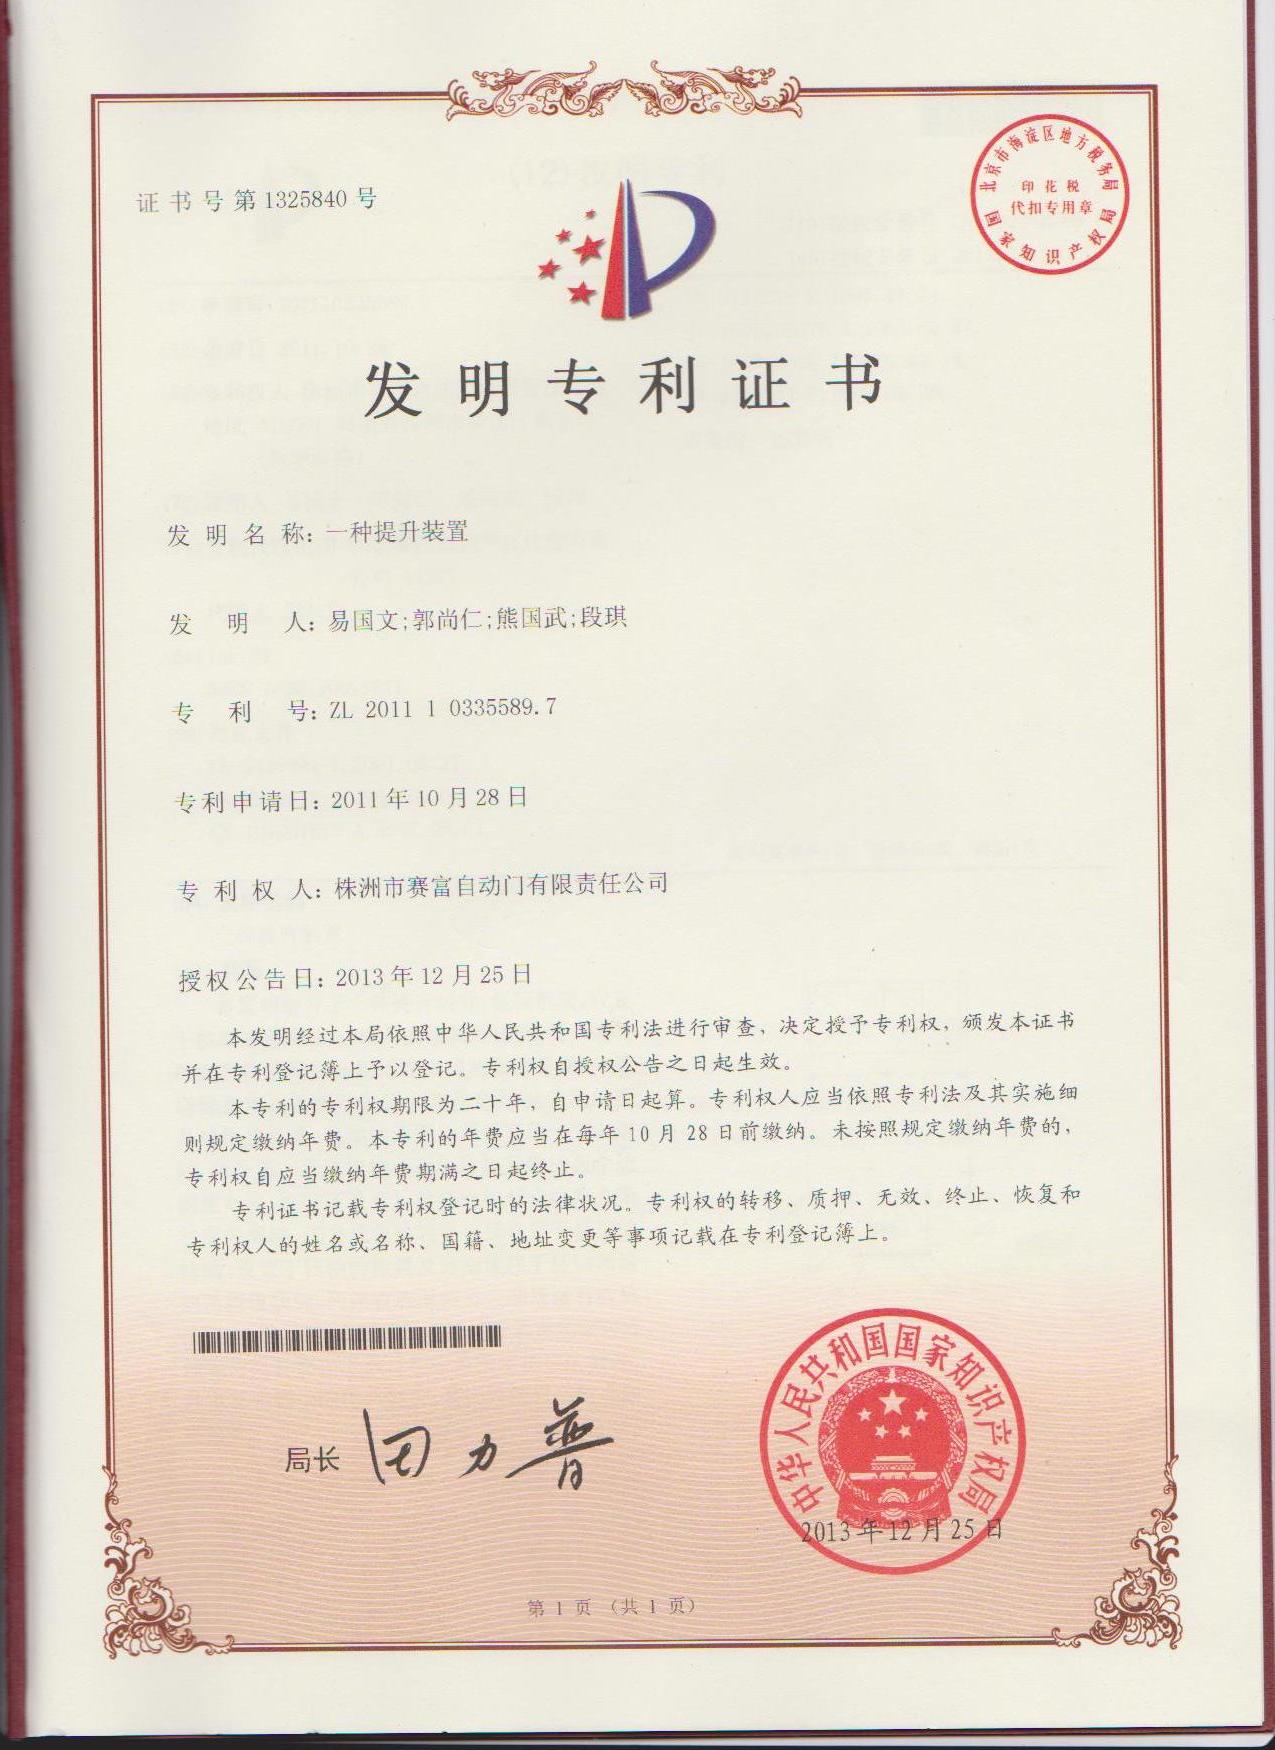 证书号第1325840号
北京市海淀区地方税务局
印花税
代扣专用章
国家知识产权局
发明专利证书
发明名称：一种提升装置
发明人：易国文;郭尚仁;熊国武;段琪
专利号：ZL 2011 1 0335589.7
专利申请日：2011年10月28日
专利权人：株洲市赛富自动门有限责任公司
授权公告日：2013年12月25日
本发明经过本局依照中华人民共和国专利法进行审查，决定授予专利权，颁发本证书
并在专利登记簿上予以登记。专利权自授权公告之日起生效。
本专利的专利权期限为二十年，自申请日起算。专利权人应当依照专利法及其实施细
则规定缴纳年费。本专利的年费应当在每年10月28日前缴纳。未按照规定缴纳年费的，
专利权自应当缴纳年费期满之日起终止。
专利证书记载专利权登记时的法律状况。专利权的转移、质押、无效、终止、恢复和
专利权人的姓名或名称、国籍、地址变更等事项记载在专利登记簿上。
局长 田力普
中华人民共和国国家知识产权局
2013年12月25日
第1页（共1页）